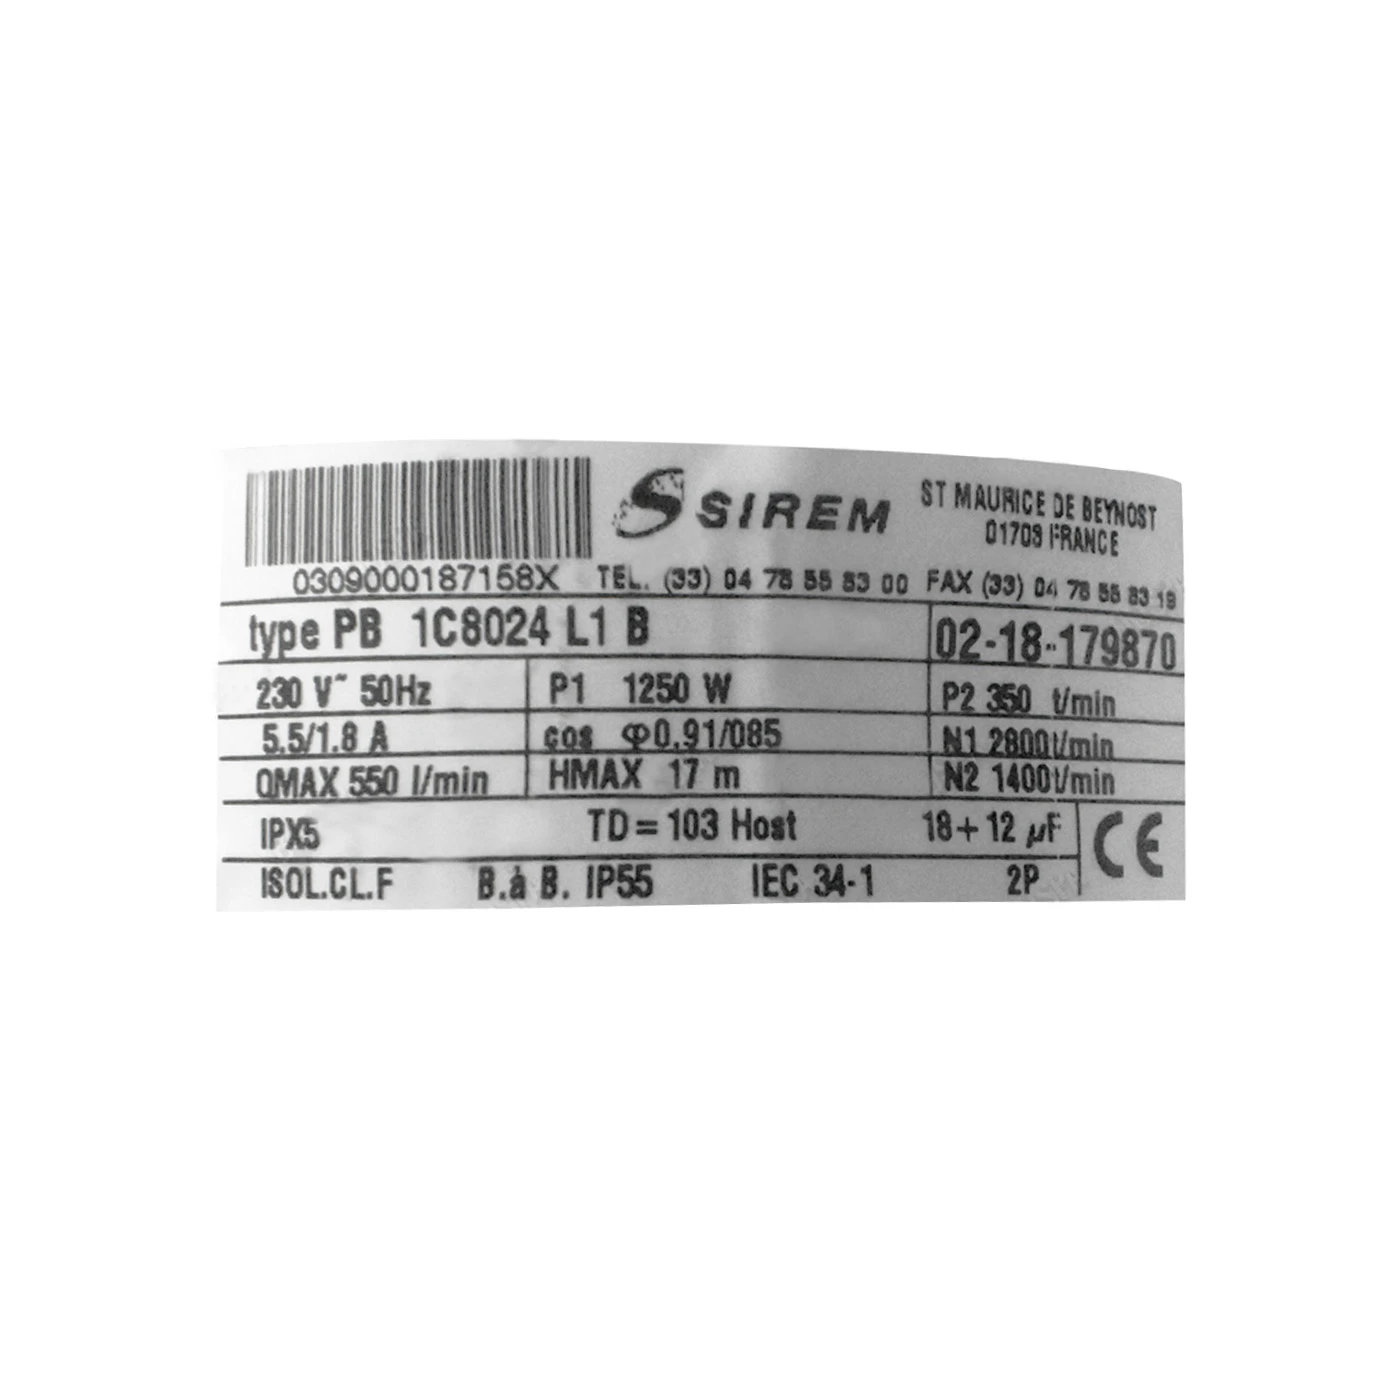 SIREM
ST MAURICE DE BEYNOST
01703 FRANCE
0309000187158X TEL. (33) 04 78 55 83 00 FAX (33) 04 78 55 83 19
type PB 1C8024 L1 B 02-18-179870
230 V~ 50Hz P1 1250 W P2 350 t/min
5.5/1.8 A cos φ0.91/085 N1 2800t/min
QMAX 550 l/min HMAX 17 m N2 1400t/min
IPX5 TD=103 Host 18+12 µF CE
ISOL.CL.F B.à B. IP55 IEC 34-1 2P